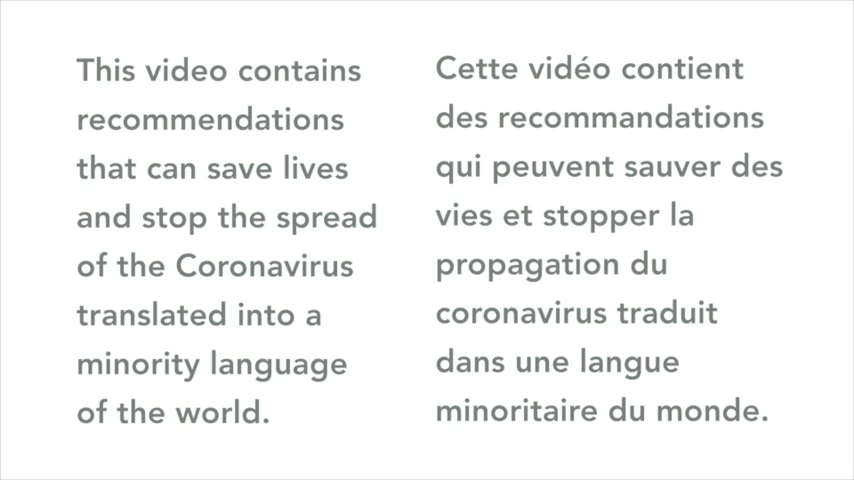 This video contains
recommendations
that can save lives
and stop the spread
of the Coronavirus
translated into a
minority language
of the world.
Cette vidéo contient
des recommandations
qui peuvent sauver des
vies et stopper la
propagation du
coronavirus traduit
dans une langue
minoritaire du monde.